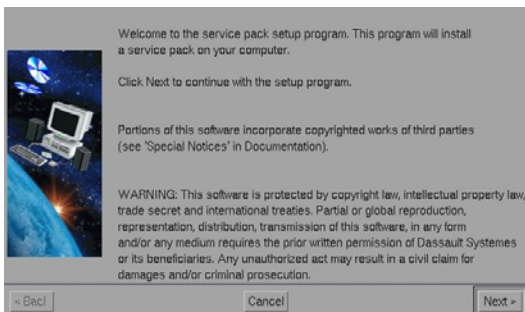 Welcome to the service pack setup program. This program will install
a service pack on your computer.
Click Next to continue with the setup program.
Portions of this software incorporate copyrighted works of third parties
(see 'Special Notices' in Documentation).
WARNING: This software is protected by copyright law, intellectual property law,
trade secret and international treaties. Partial or global reproduction,
representation, distribution, transmission of this software, in any form
and/or any medium requires the prior written permission of Dassault Systemes
or its beneficiaries. Any unauthorized act may result in a civil claim for
damages and/or criminal prosecution.
< Back Cancel Next >